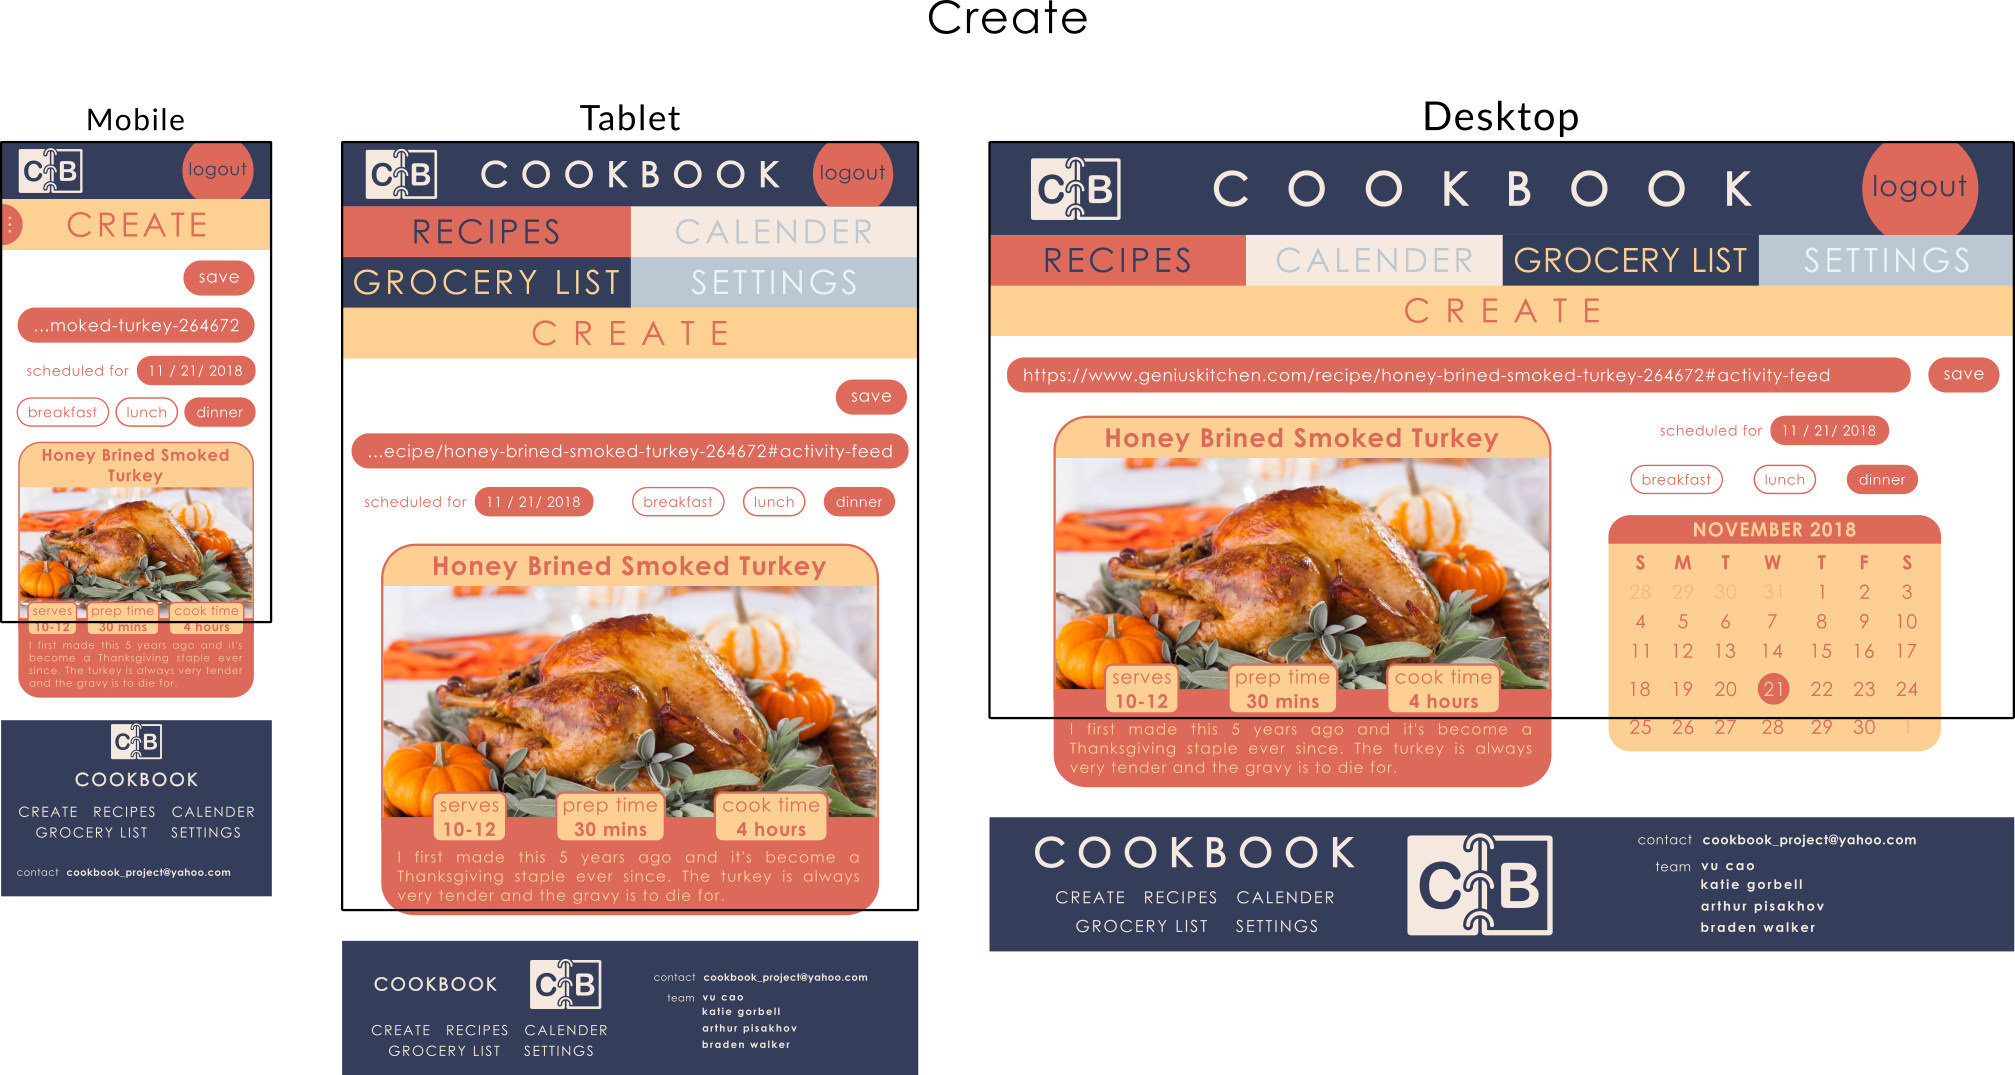 Create
Mobile
C B
logout
CREATE
save
...moked-turkey-264672
scheduled for 11 / 21/ 2018
breakfast lunch dinner
Honey Brined Smoked
Turkey
serves prep time cook time
10-12 30 mins 4 hours
I first made this 5 years ago and it's
become a Thanksgiving staple ever
since. The turkey is always very tender
and the gravy is to die for.
C B
COOKBOOK
CREATE RECIPES CALENDER
GROCERY LIST SETTINGS
contact cookbook_project@yahoo.com
Tablet
C B COOKBOOK logout
RECIPES CALENDER
GROCERY LIST SETTINGS
CREATE
save
...ecipe/honey-brined-smoked-turkey-264672#activity-feed
scheduled for 11 / 21/ 2018 breakfast lunch dinner
Honey Brined Smoked Turkey
serves prep time cook time
10-12 30 mins 4 hours
I first made this 5 years ago and it's become a
Thanksgiving staple ever since. The turkey is always
very tender and the gravy is to die for.
COOKBOOK C B
CREATE RECIPES CALENDER
GROCERY LIST SETTINGS
contact cookbook_project@yahoo.com
team vu cao
katie gorbell
arthur pisakhov
braden walker
Desktop
C B COOKBOOK logout
RECIPES CALENDER GROCERY LIST SETTINGS
CREATE
https://www.geniuskitchen.com/recipe/honey-brined-smoked-turkey-264672#activity-feed save
Honey Brined Smoked Turkey
serves prep time cook time
10-12 30 mins 4 hours
I first made this 5 years ago and it's become a
Thanksgiving staple ever since. The turkey is always
very tender and the gravy is to die for.
scheduled for 11 / 21/ 2018
breakfast lunch dinner
NOVEMBER 2018
S M T W T F S
28 29 30 31 1 2 3
4 5 6 7 8 9 10
11 12 13 14 15 16 17
18 19 20 21 22 23 24
25 26 27 28 29 30 1
COOKBOOK
CREATE RECIPES CALENDER
GROCERY LIST SETTINGS
C B
contact cookbook_project@yahoo.com
team vu cao
katie gorbell
arthur pisakhov
braden walker